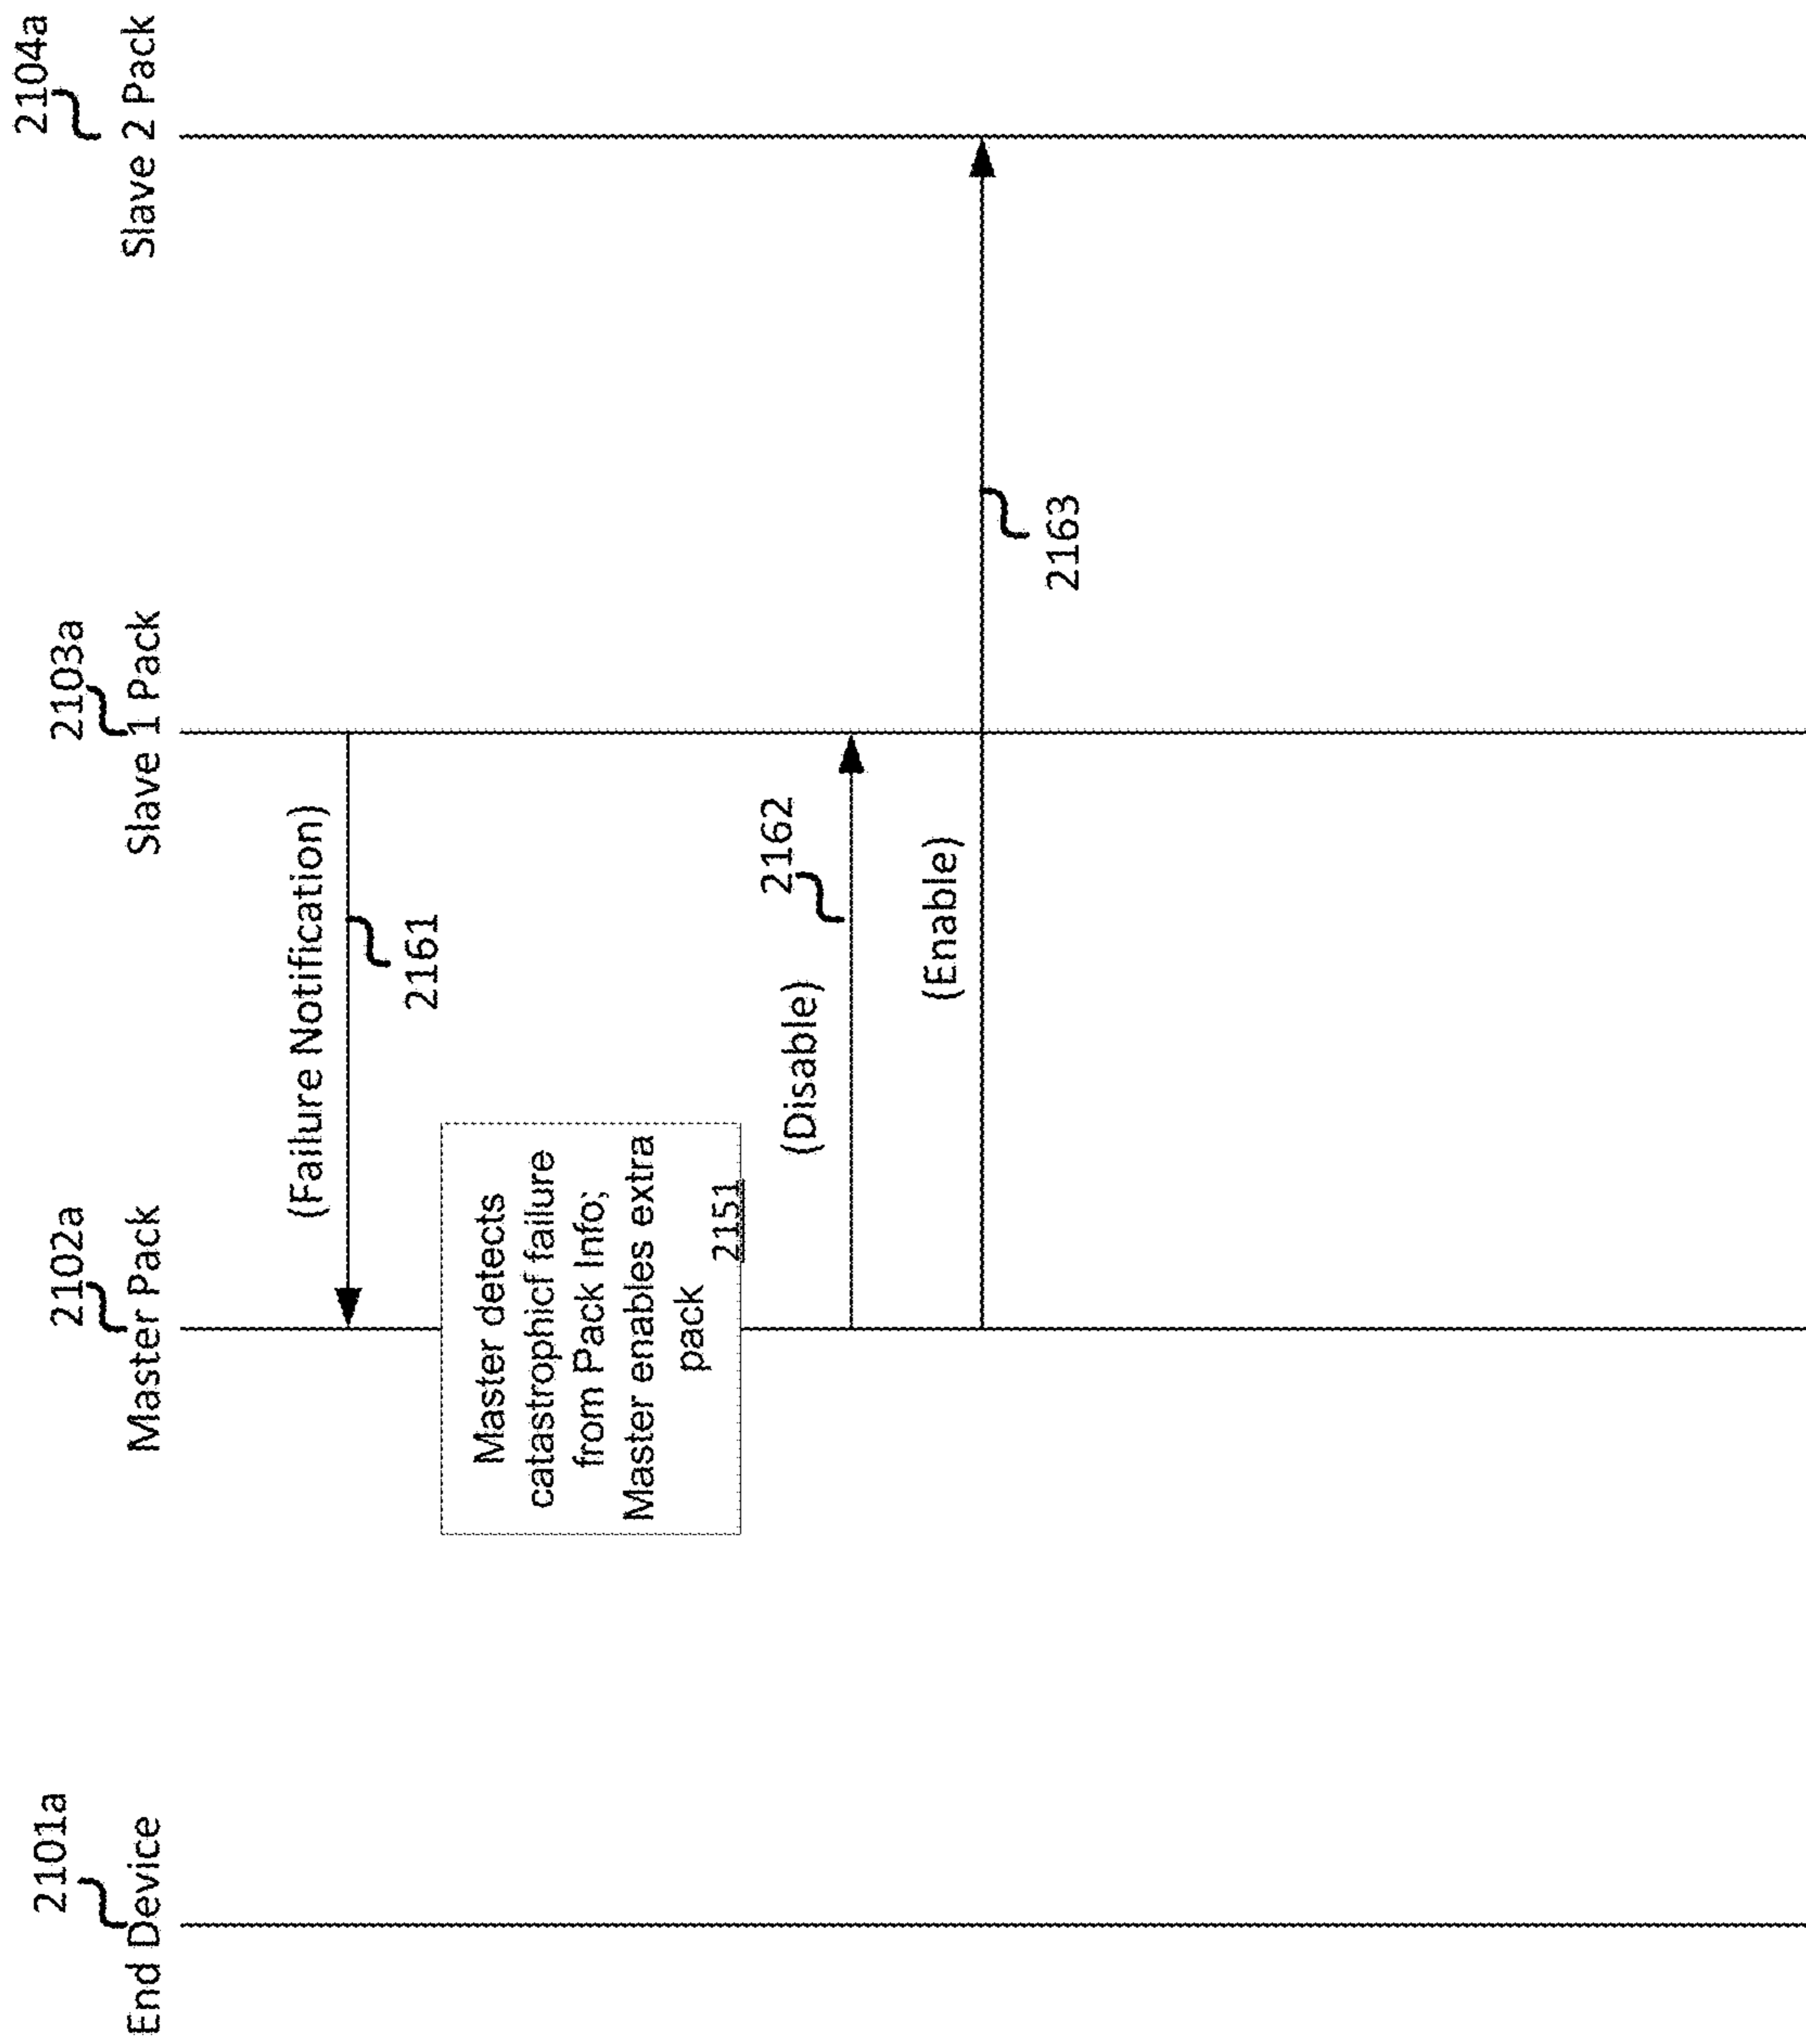 2101a
End Device
2102a
Master Pack
2103a
Slave 1 Pack
2104a
Slave 2 Pack
(Failure Notification)
2161
Master detects
catastrophicf failure
from Pack Info;
Master enables extra
pack
2151
(Disable)
2162
(Enable)
2163